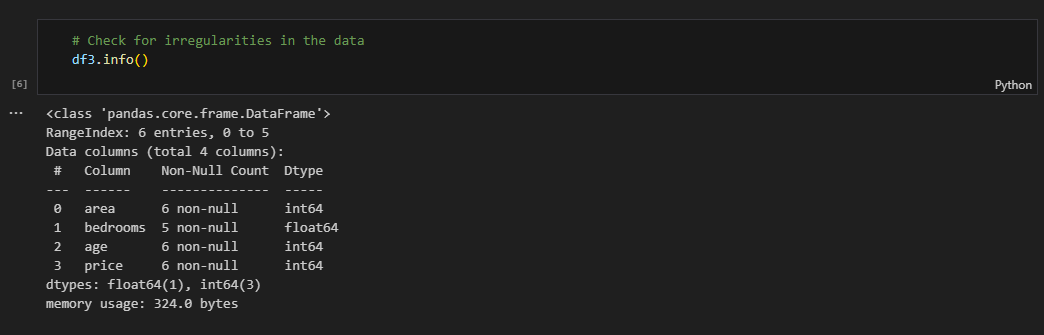 # Check for irregularities in the data
df3.info()
[6]
Python
... <class 'pandas.core.frame.DataFrame'>
RangeIndex: 6 entries, 0 to 5
Data columns (total 4 columns):
 #   Column    Non-Null Count  Dtype
---  ------    --------------  -----
 0   area      6 non-null      int64
 1   bedrooms  5 non-null      float64
 2   age       6 non-null      int64
 3   price     6 non-null      int64
dtypes: float64(1), int64(3)
memory usage: 324.0 bytes